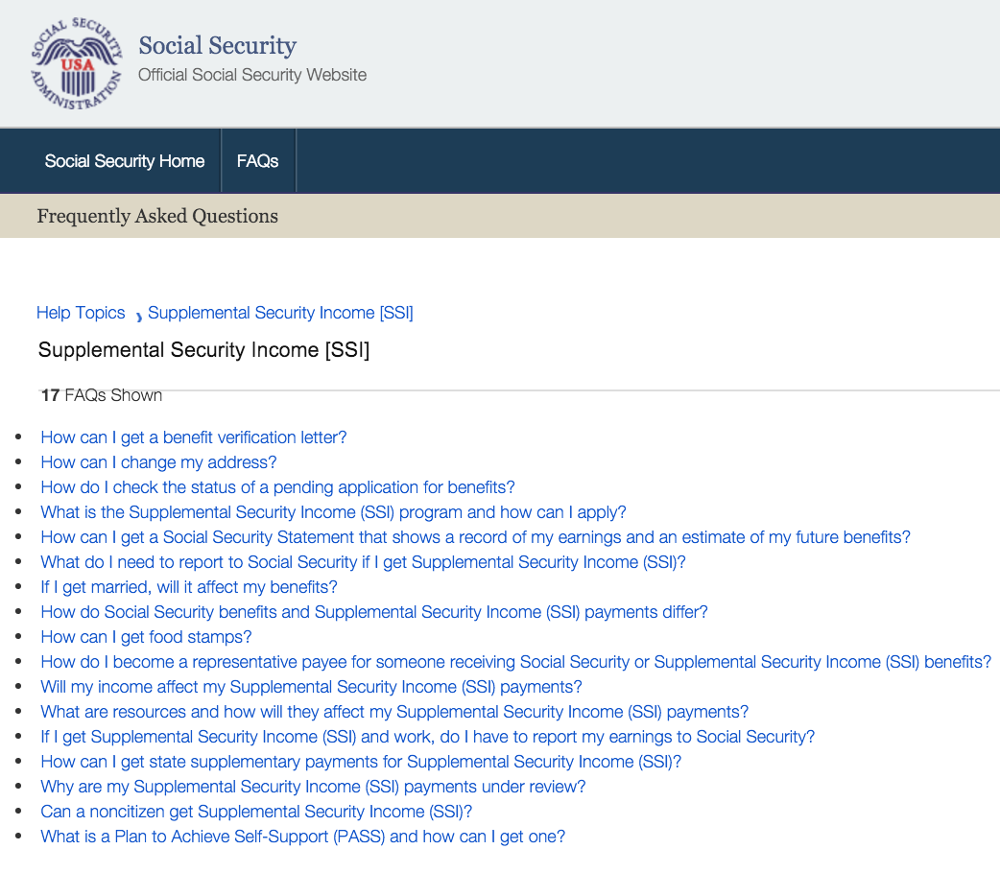 SOCIAL SECURITY ADMINISTRATION
USA
Social Security
Official Social Security Website
Social Security Home FAQs
Frequently Asked Questions
Help Topics Supplemental Security Income [SSI]
Supplemental Security Income [SSI]
17 FAQs Shown
How can I get a benefit verification letter?
How can I change my address?
How do I check the status of a pending application for benefits?
What is the Supplemental Security Income (SSI) program and how can I apply?
How can I get a Social Security Statement that shows a record of my earnings and an estimate of my future benefits?
What do I need to report to Social Security if I get Supplemental Security Income (SSI)?
If I get married, will it affect my benefits?
How do Social Security benefits and Supplemental Security Income (SSI) payments differ?
How can I get food stamps?
How do I become a representative payee for someone receiving Social Security or Supplemental Security Income (SSI) benefits?
Will my income affect my Supplemental Security Income (SSI) payments?
What are resources and how will they affect my Supplemental Security Income (SSI) payments?
If I get Supplemental Security Income (SSI) and work, do I have to report my earnings to Social Security?
How can I get state supplementary payments for Supplemental Security Income (SSI)?
Why are my Supplemental Security Income (SSI) payments under review?
Can a noncitizen get Supplemental Security Income (SSI)?
What is a Plan to Achieve Self-Support (PASS) and how can I get one?